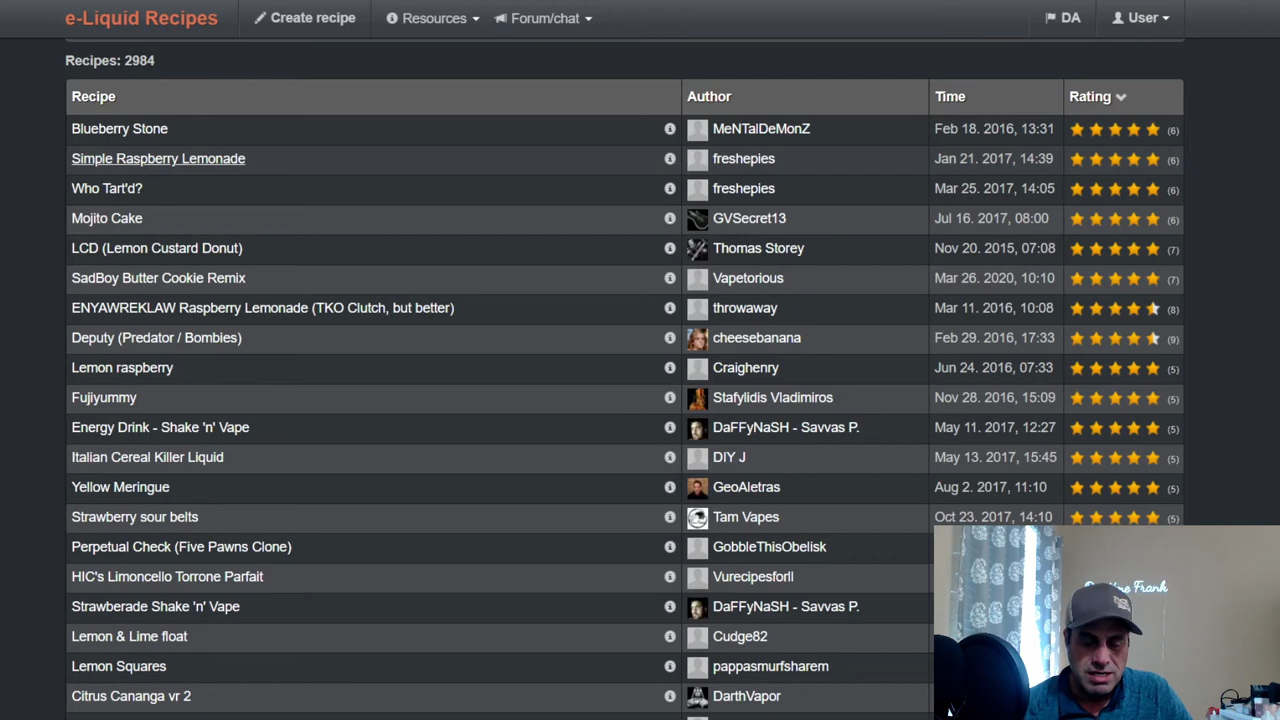 e-Liquid Recipes Create recipe Resources Forum/chat DA User
Recipes: 2984
Recipe Author Time Rating
Blueberry Stone MeNTalDeMonZ Feb 18. 2016, 13:31 (6)
Simple Raspberry Lemonade freshepies Jan 21. 2017, 14:39 (6)
Who Tart'd? freshepies Mar 25. 2017, 14:05 (6)
Mojito Cake GVSecret13 Jul 16. 2017, 08:00 (6)
LCD (Lemon Custard Donut) Thomas Storey Nov 20. 2015, 07:08 (7)
SadBoy Butter Cookie Remix Vapetorious Mar 26. 2020, 10:10 (7)
ENYAWREKLAW Raspberry Lemonade (TKO Clutch, but better) throwaway Mar 11. 2016, 10:08 (8)
Deputy (Predator / Bombies) cheesebanana Feb 29. 2016, 17:33 (9)
Lemon raspberry Craighenry Jun 24. 2016, 07:33 (5)
Fujiyummy Stafylidis Vladimiros Nov 28. 2016, 15:09 (5)
Energy Drink - Shake 'n' Vape DaFFyNaSH - Savvas P. May 11. 2017, 12:27 (5)
Italian Cereal Killer Liquid DIY J May 13. 2017, 15:45 (5)
Yellow Meringue GeoAletras Aug 2. 2017, 11:10 (5)
Strawberry sour belts Tam Vapes Oct 23. 2017, 14:10 (5)
Perpetual Check (Five Pawns Clone) GobbleThisObelisk
HIC's Limoncello Torrone Parfait Vurecipesforll
Strawberade Shake 'n' Vape DaFFyNaSH - Savvas P.
Lemon & Lime float Cudge82
Lemon Squares pappasmurfsharem
Citrus Cananga vr 2 DarthVapor
Frank